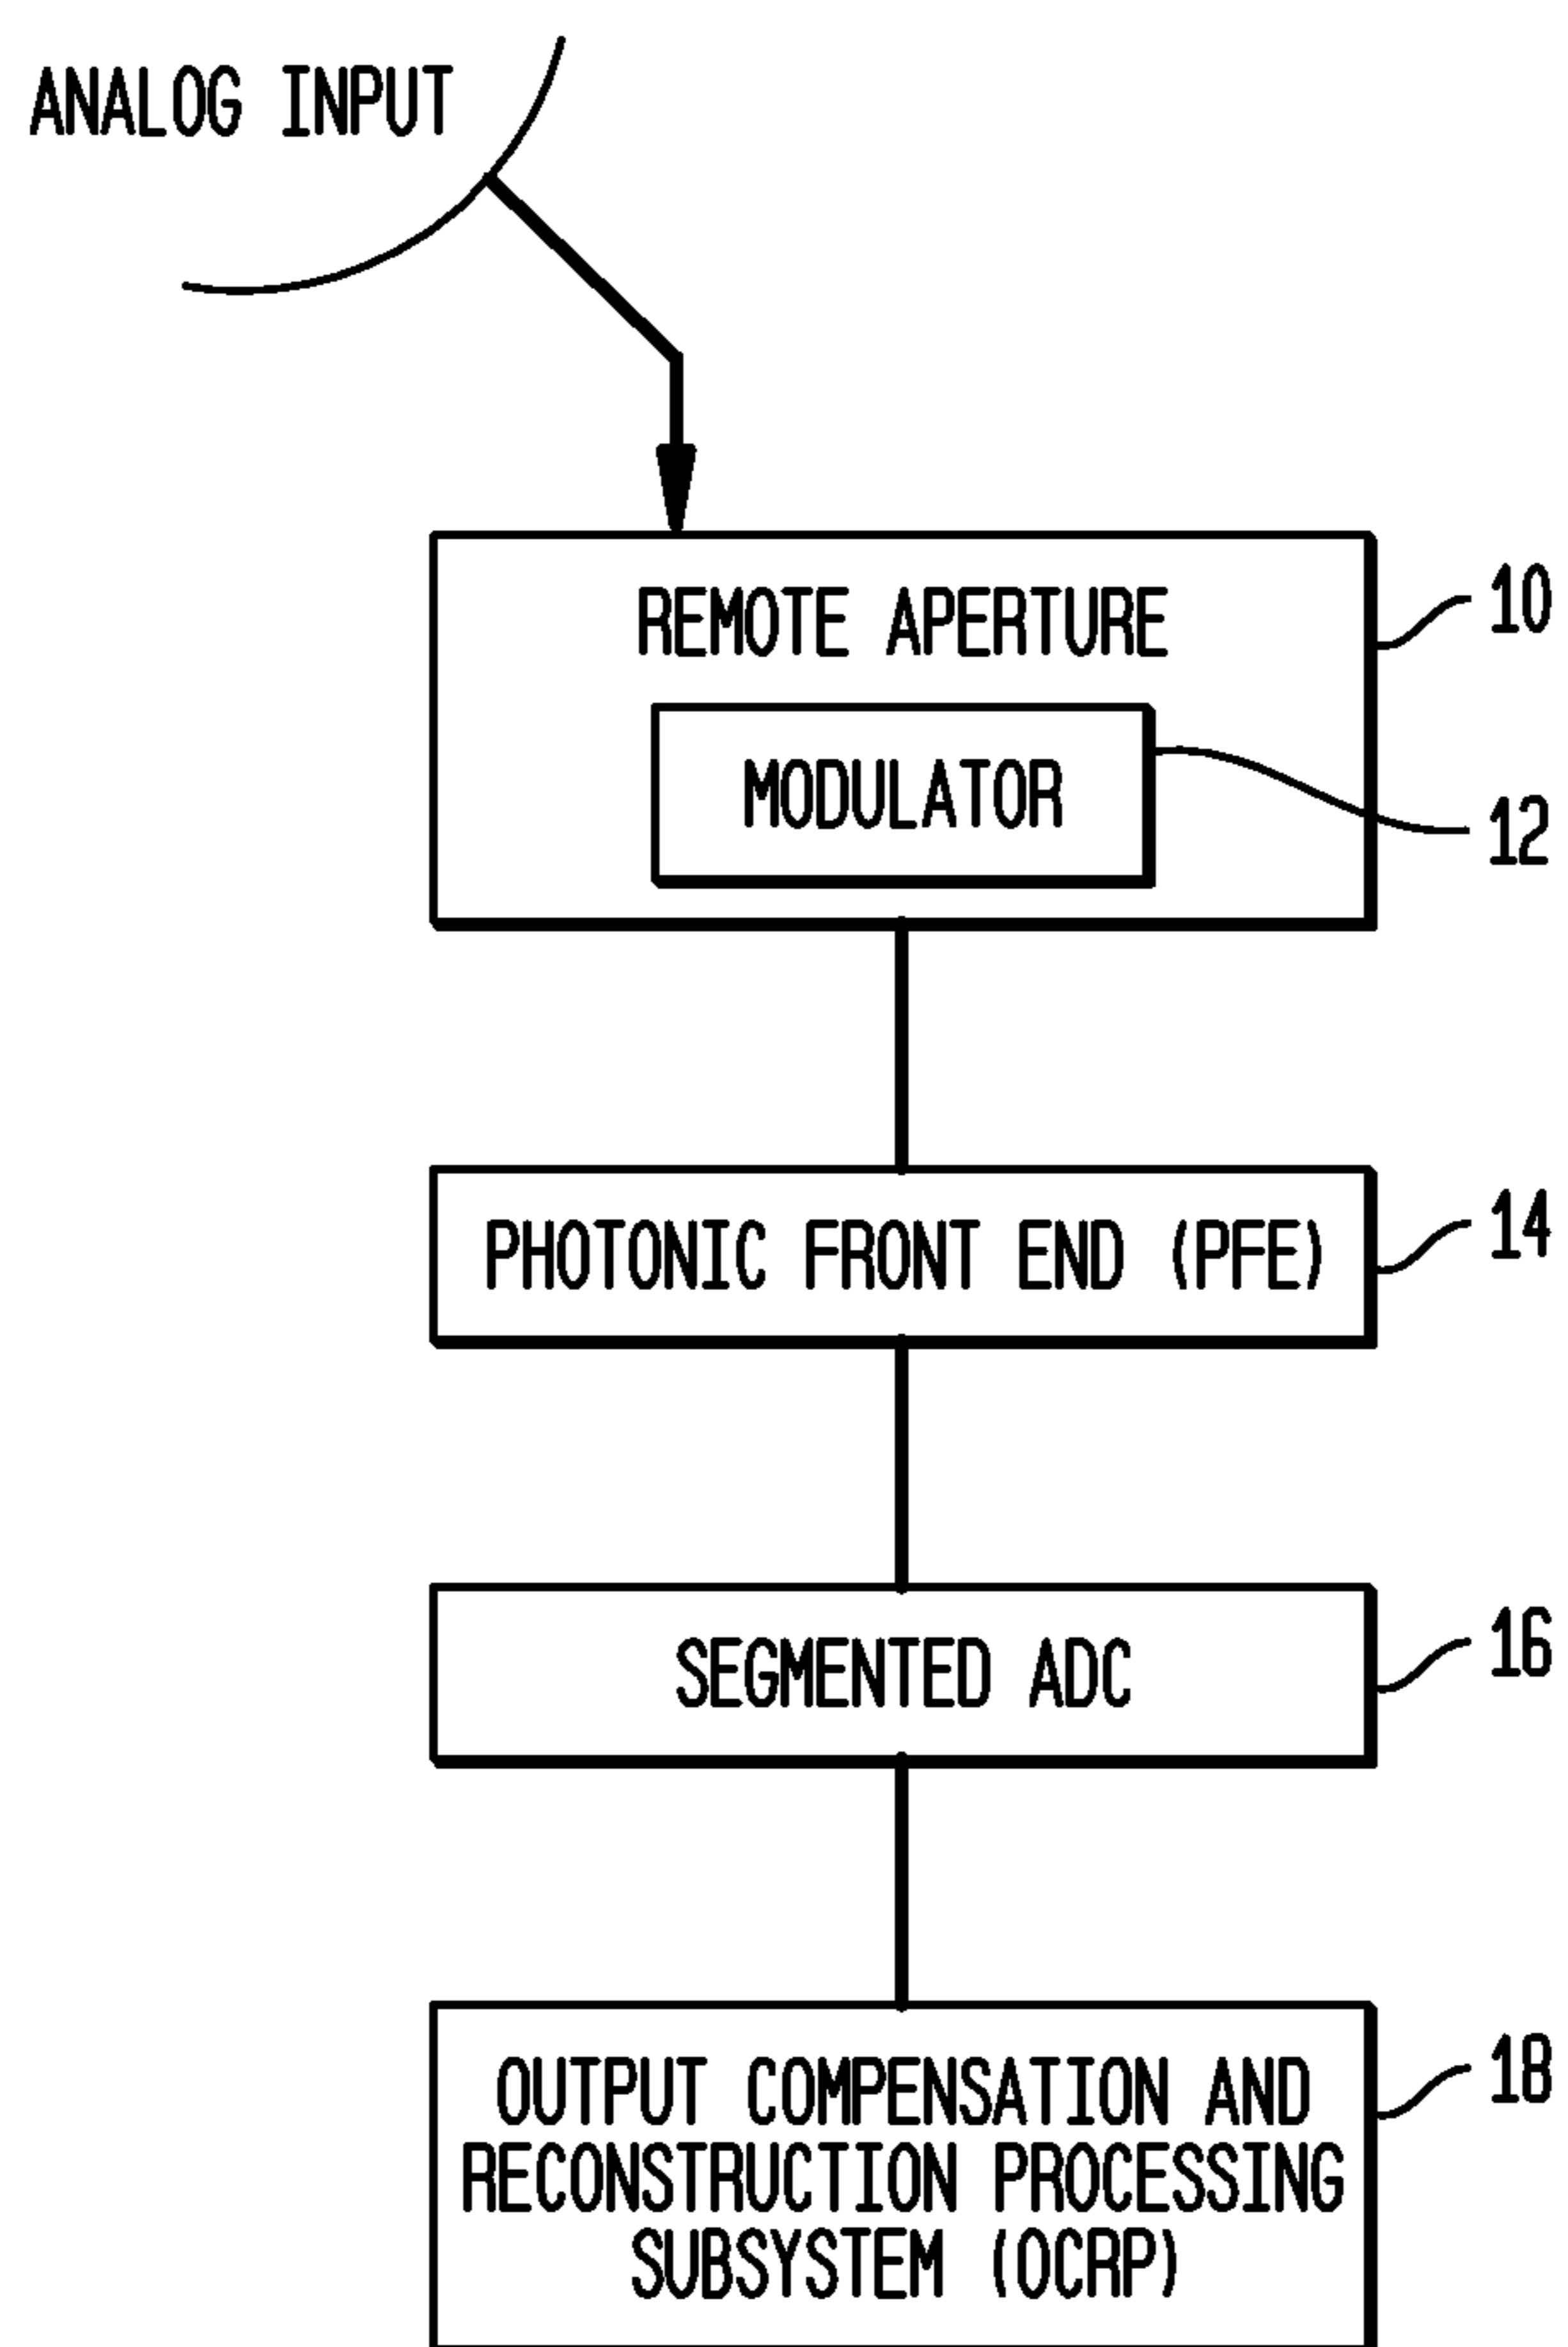 ANALOG INPUT
REMOTE APERTURE
10
MODULATOR
12
PHOTONIC FRONT END (PFE)
14
SEGMENTED ADC
16
OUTPUT COMPENSATION AND
RECONSTRUCTION PROCESSING
SUBSYSTEM (OCRP)
18